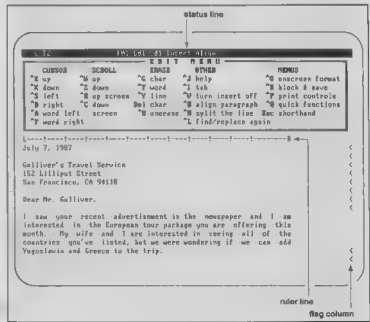 status line
L01 C01 Insert Align
E D I T   M E N U
CURSOR SCROLL ERASE OTHER MENUS
^E up ^W up ^G char ^J help ^O onscreen format
^X down ^Z down ^T word ^I tab ^K block & save
^S left ^R up screen ^Y line ^V turn insert off ^P print controls
^D right ^C down Del char ^B align paragraph ^Q quick functions
^A word left screen ^U unerase ^N split the line Esc shorthand
^F word right ^L find/replace again
L----!----!----!----!----!----!----!----!----!----!--------R
July 7, 1987 <
<
Gulliver's Travel Service <
152 Lilliput Street <
San Francisco, CA 94118 <
<
Dear Mr. Gulliver, <
<
I saw your recent advertisement in the newspaper and I am
interested in the European tour package you are offering this
month. My wife and I are interested in seeing all of the
countries you've listed, but we were wondering if we can add
Yugoslavia and Greece to the trip. <
<
ruler line
flag column